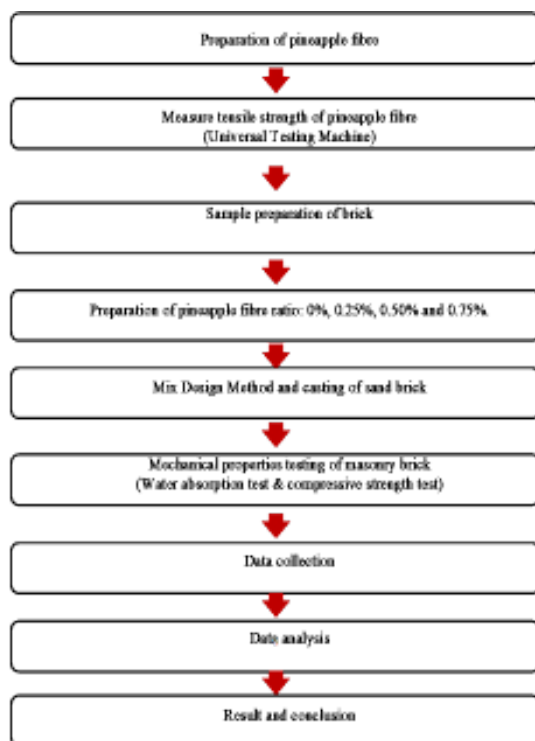 Preparation of pineapple fibre
Measure tensile strength of pineapple fibre
(Universal Testing Machine)
Sample preparation of brick
Preparation of pineapple fibre ratio: 0%, 0.25%, 0.50% and 0.75%.
Mix Design Method and casting of sand brick
Mechanical properties testing of masonry brick
(Water absorption test & compressive strength test)
Data collection
Date analysis
Result and conclusion